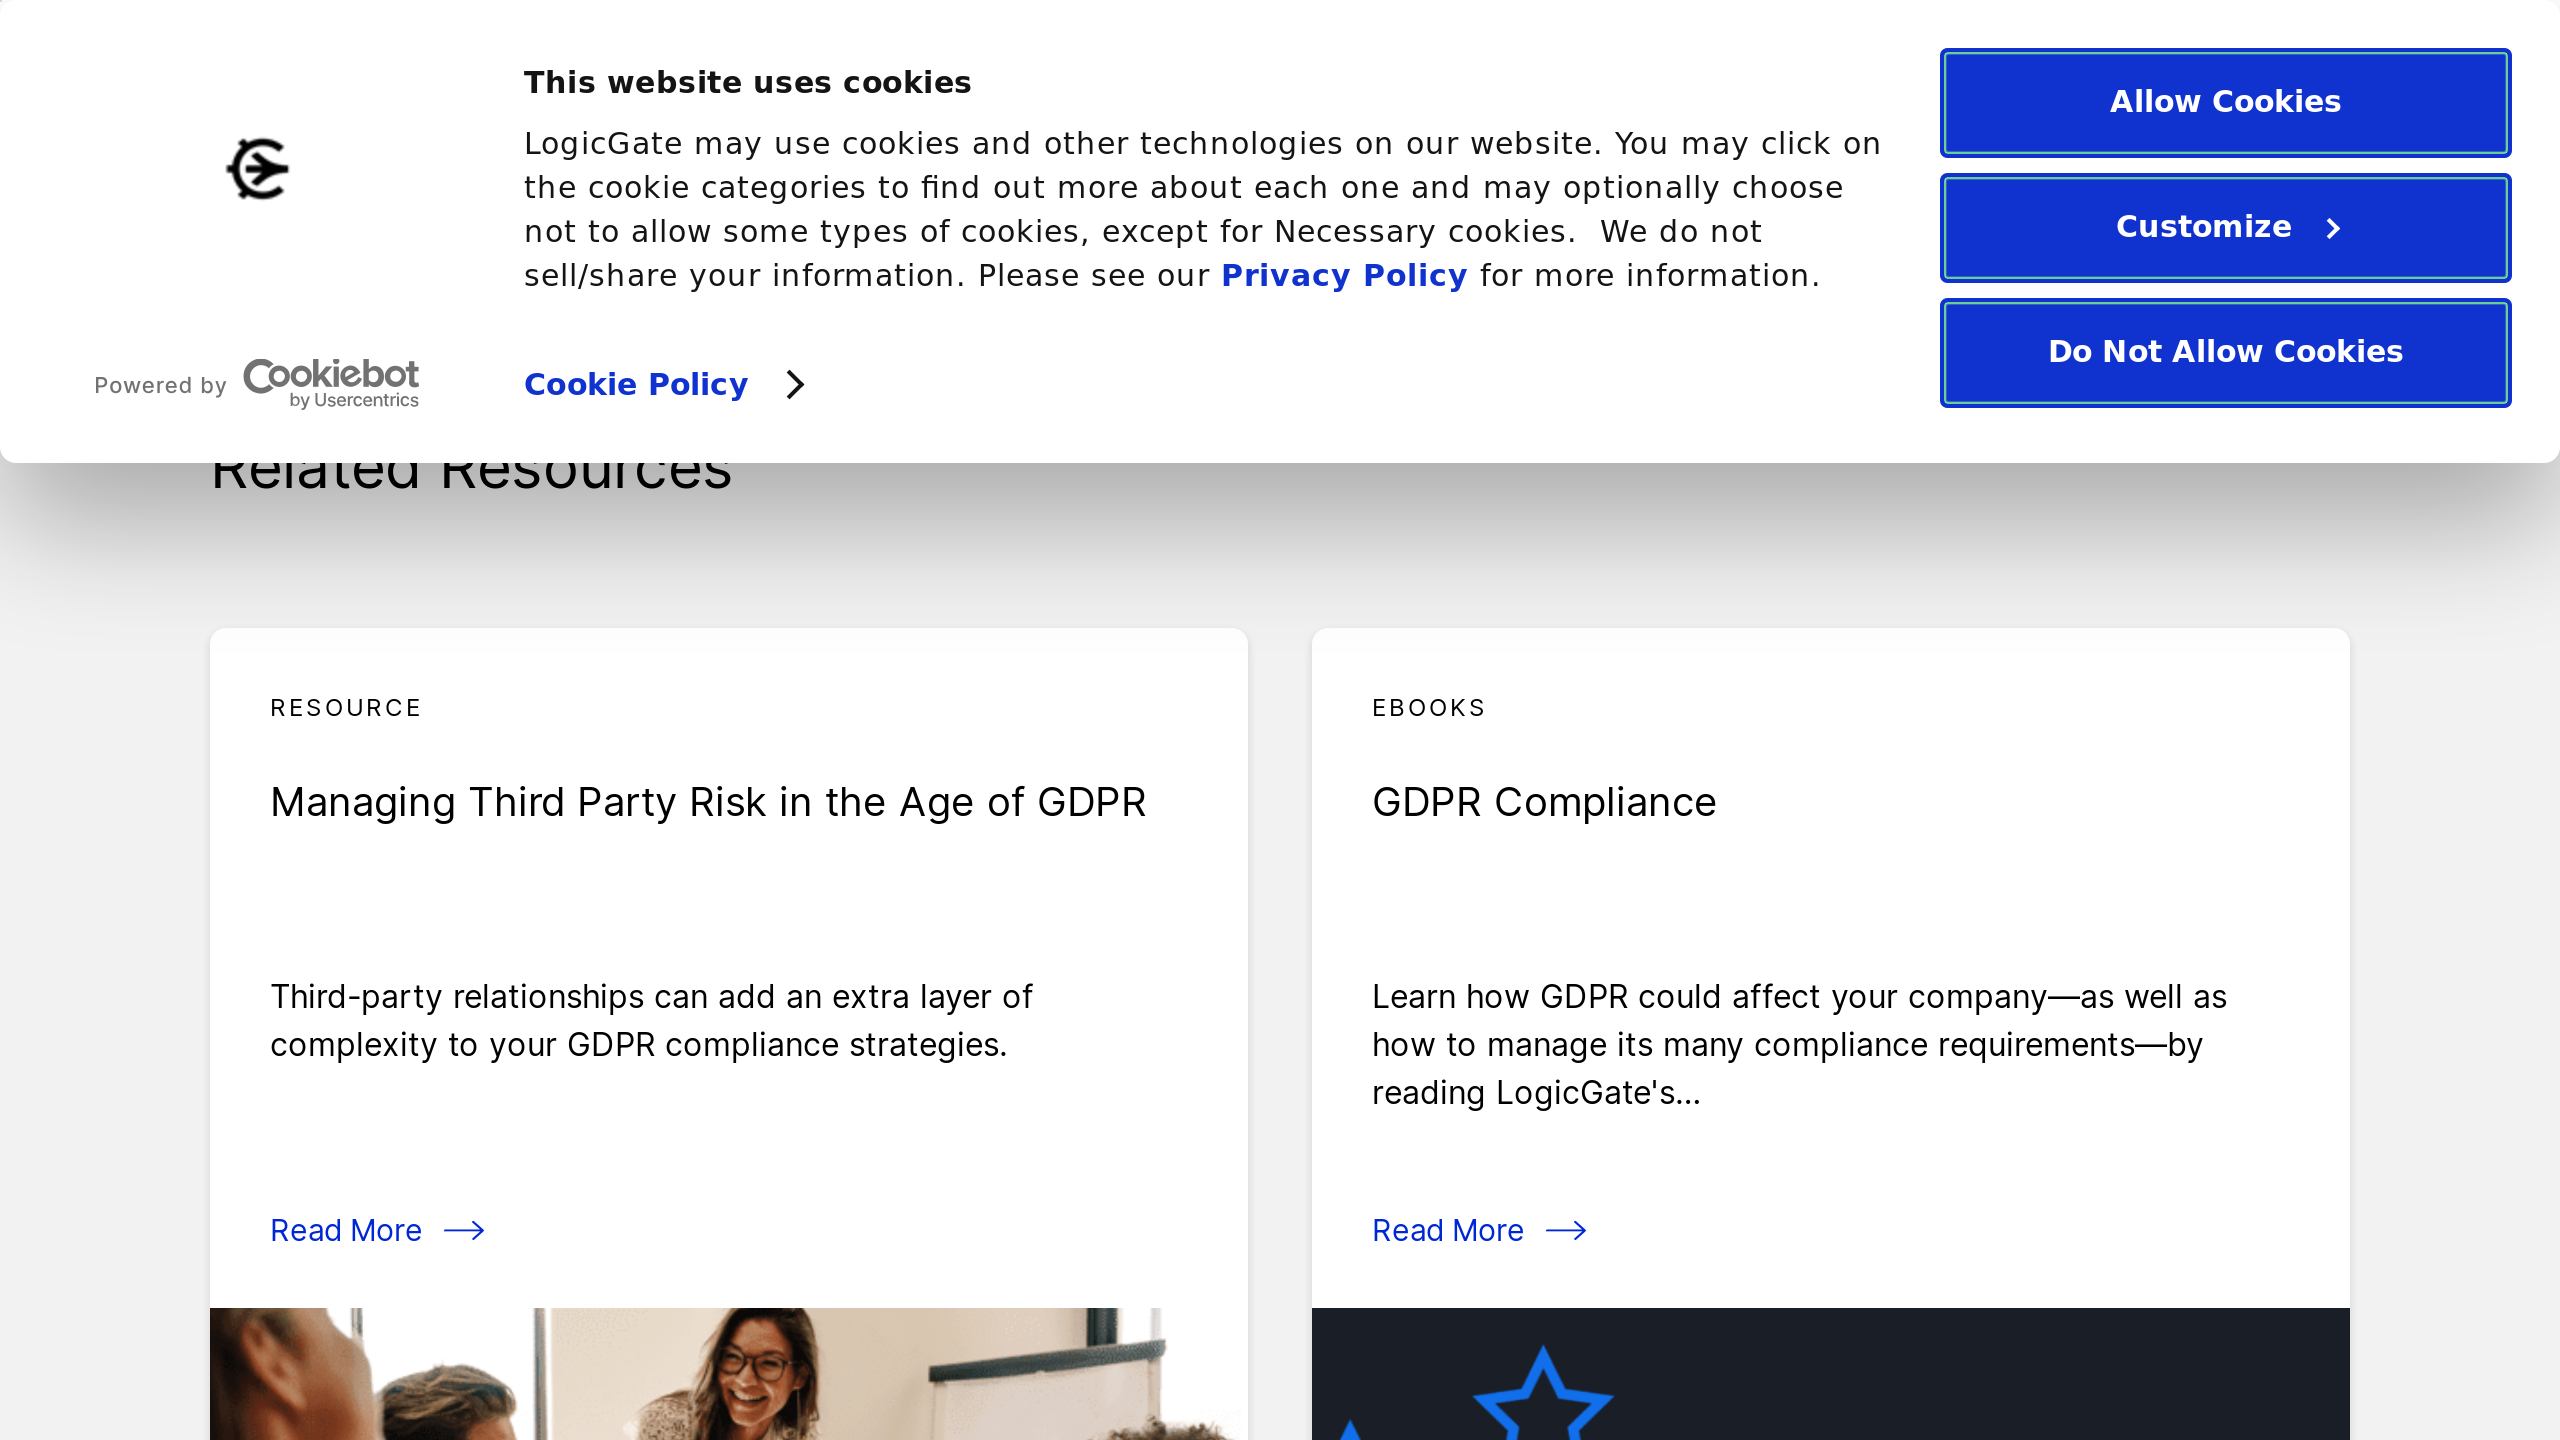 This website uses cookies
LogicGate may use cookies and other technologies on our website. You may click on
the cookie categories to find out more about each one and may optionally choose
not to allow some types of cookies, except for Necessary cookies.  We do not
sell/share your information. Please see our Privacy Policy for more information.
Powered by Cookiebot
by Usercentrics
Cookie Policy
Allow Cookies
Customize
Do Not Allow Cookies
Related Resources
RESOURCE
Managing Third Party Risk in the Age of GDPR
Third-party relationships can add an extra layer of
complexity to your GDPR compliance strategies.
Read More
EBOOKS
GDPR Compliance
Learn how GDPR could affect your company—as well as
how to manage its many compliance requirements—by
reading LogicGate's...
Read More